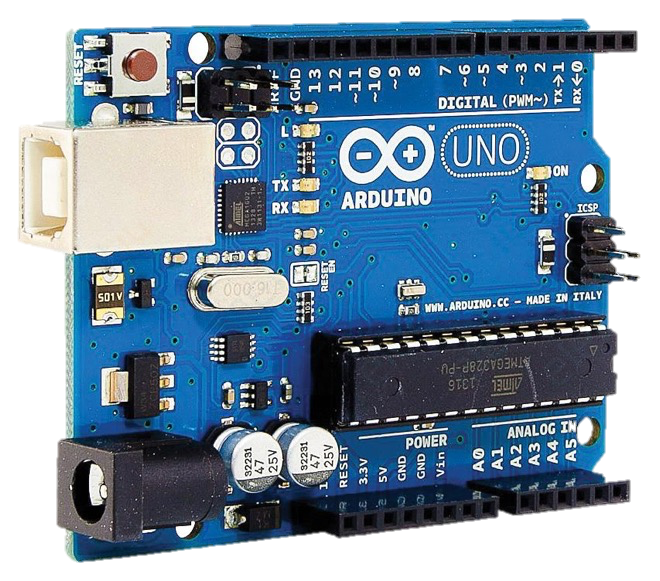 RESET
GND
13
12
~11
~10
~9
8
7
~6
~5
4
~3
2
TX→1
RX←0
DIGITAL (PWM~)
L
TX
RX
™
UNO
ARDUINO
ON
ICSP
RESET
EN
16.000
501V
WWW.ARDUINO.CC – MADE IN ITALY
ATMEL
ATMEGA328P-PU
1316
32231
47
25V
32231
47
25V
POWER
ANALOG IN
RESET
3.3V
5V
GND
GND
Vin
A0
A1
A2
A3
A4
A5